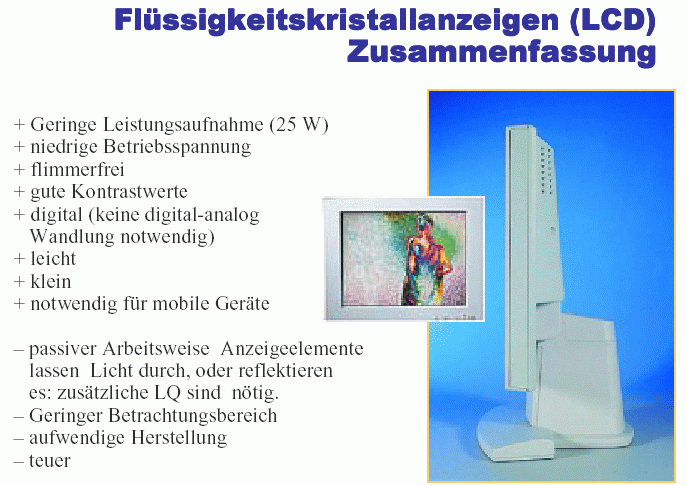 Flüssigkeitskristallanzeigen (LCD)
Zusammenfassung
+ Geringe Leistungsaufnahme (25 W)
+ niedrige Betriebsspannung
+ flimmerfrei
+ gute Kontrastwerte
+ digital (keine digital-analog
Wandlung notwendig)
+ leicht
+ klein
+ notwendig für mobile Geräte
– passiver Arbeitsweise Anzeigeelemente
lassen Licht durch, oder reflektieren
es: zusätzliche LQ sind nötig.
– Geringer Betrachtungsbereich
– aufwendige Herstellung
– teuer